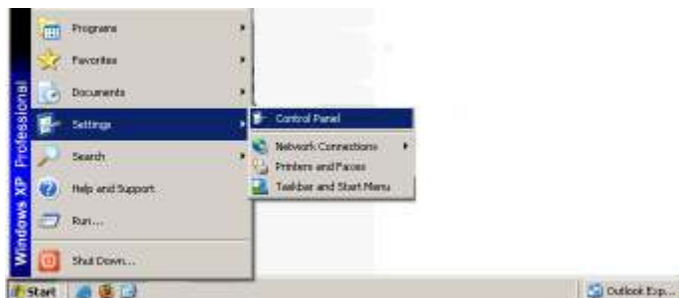 Programs
Favorites
Documents
Settings
Search
Help and Support
Run...
Shut Down...
Windows XP Professional
Control Panel
Network Connections
Printers and Faxes
Taskbar and Start Menu
Start
Outlook Exp...